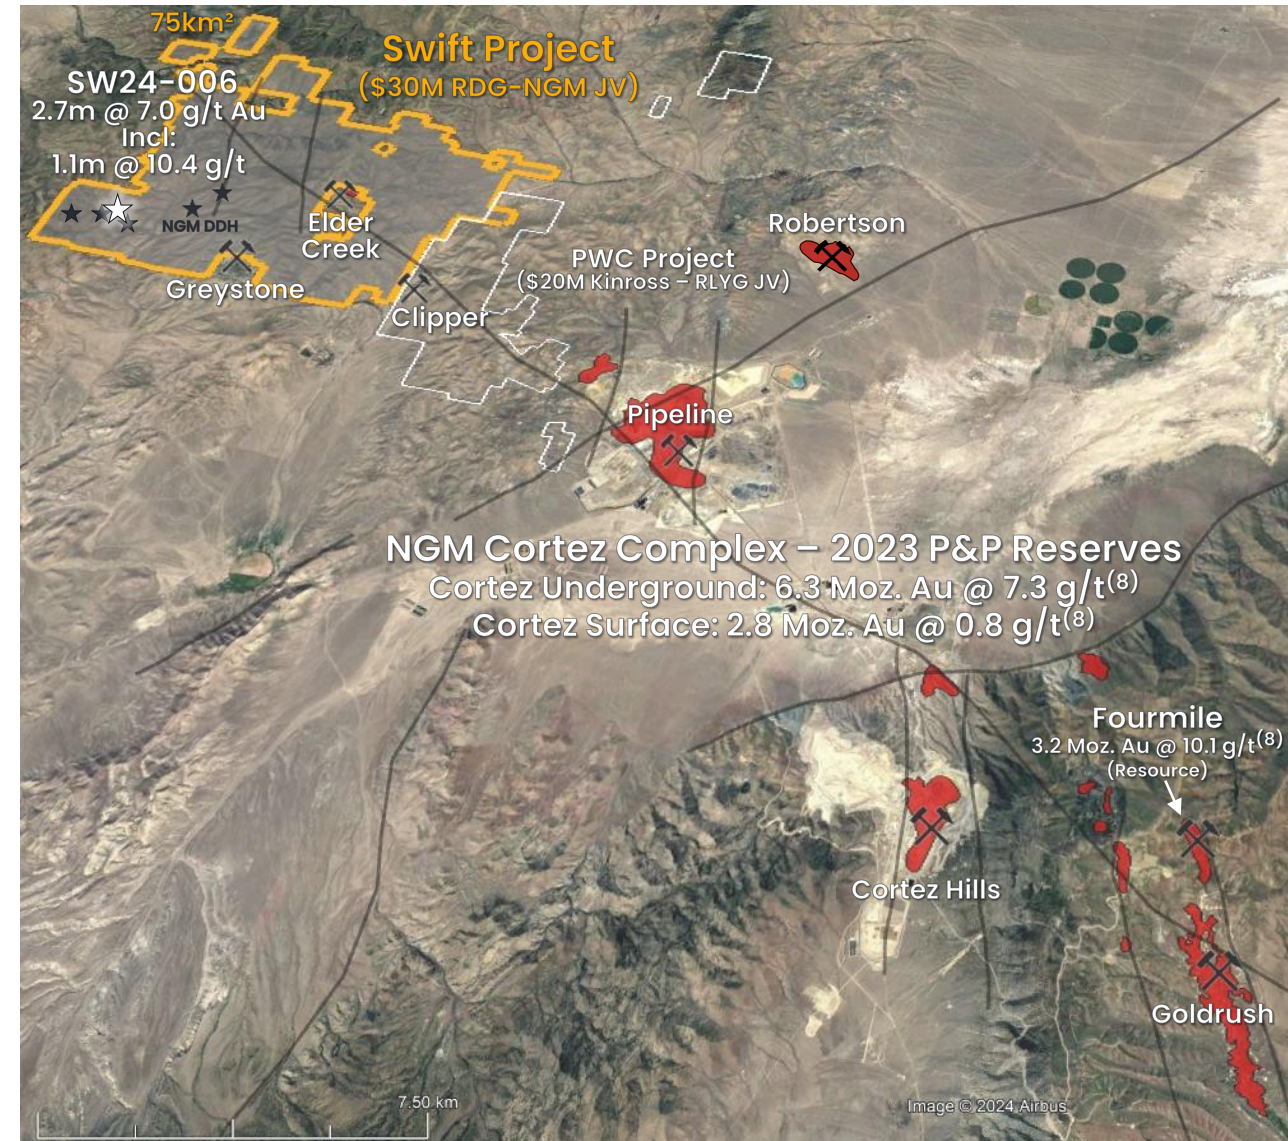 75km²
Swift Project
($30M RDG-NGM JV)
SW24-006
2.7m @ 7.0 g/t Au
Incl:
1.1m @ 10.4 g/t
NGM DDH
Elder
Creek
Greystone
Clipper
PWC Project
($20M Kinross – RLYG JV)
Robertson
Pipeline
NGM Cortez Complex – 2023 P&P Reserves
Cortez Underground: 6.3 Moz. Au @ 7.3 g/t(8)
Cortez Surface: 2.8 Moz. Au @ 0.8 g/t(8)
Fourmile
3.2 Moz. Au @ 10.1 g/t(8)
(Resource)
Cortez Hills
Goldrush
7.50 km
Image © 2024 Airbus